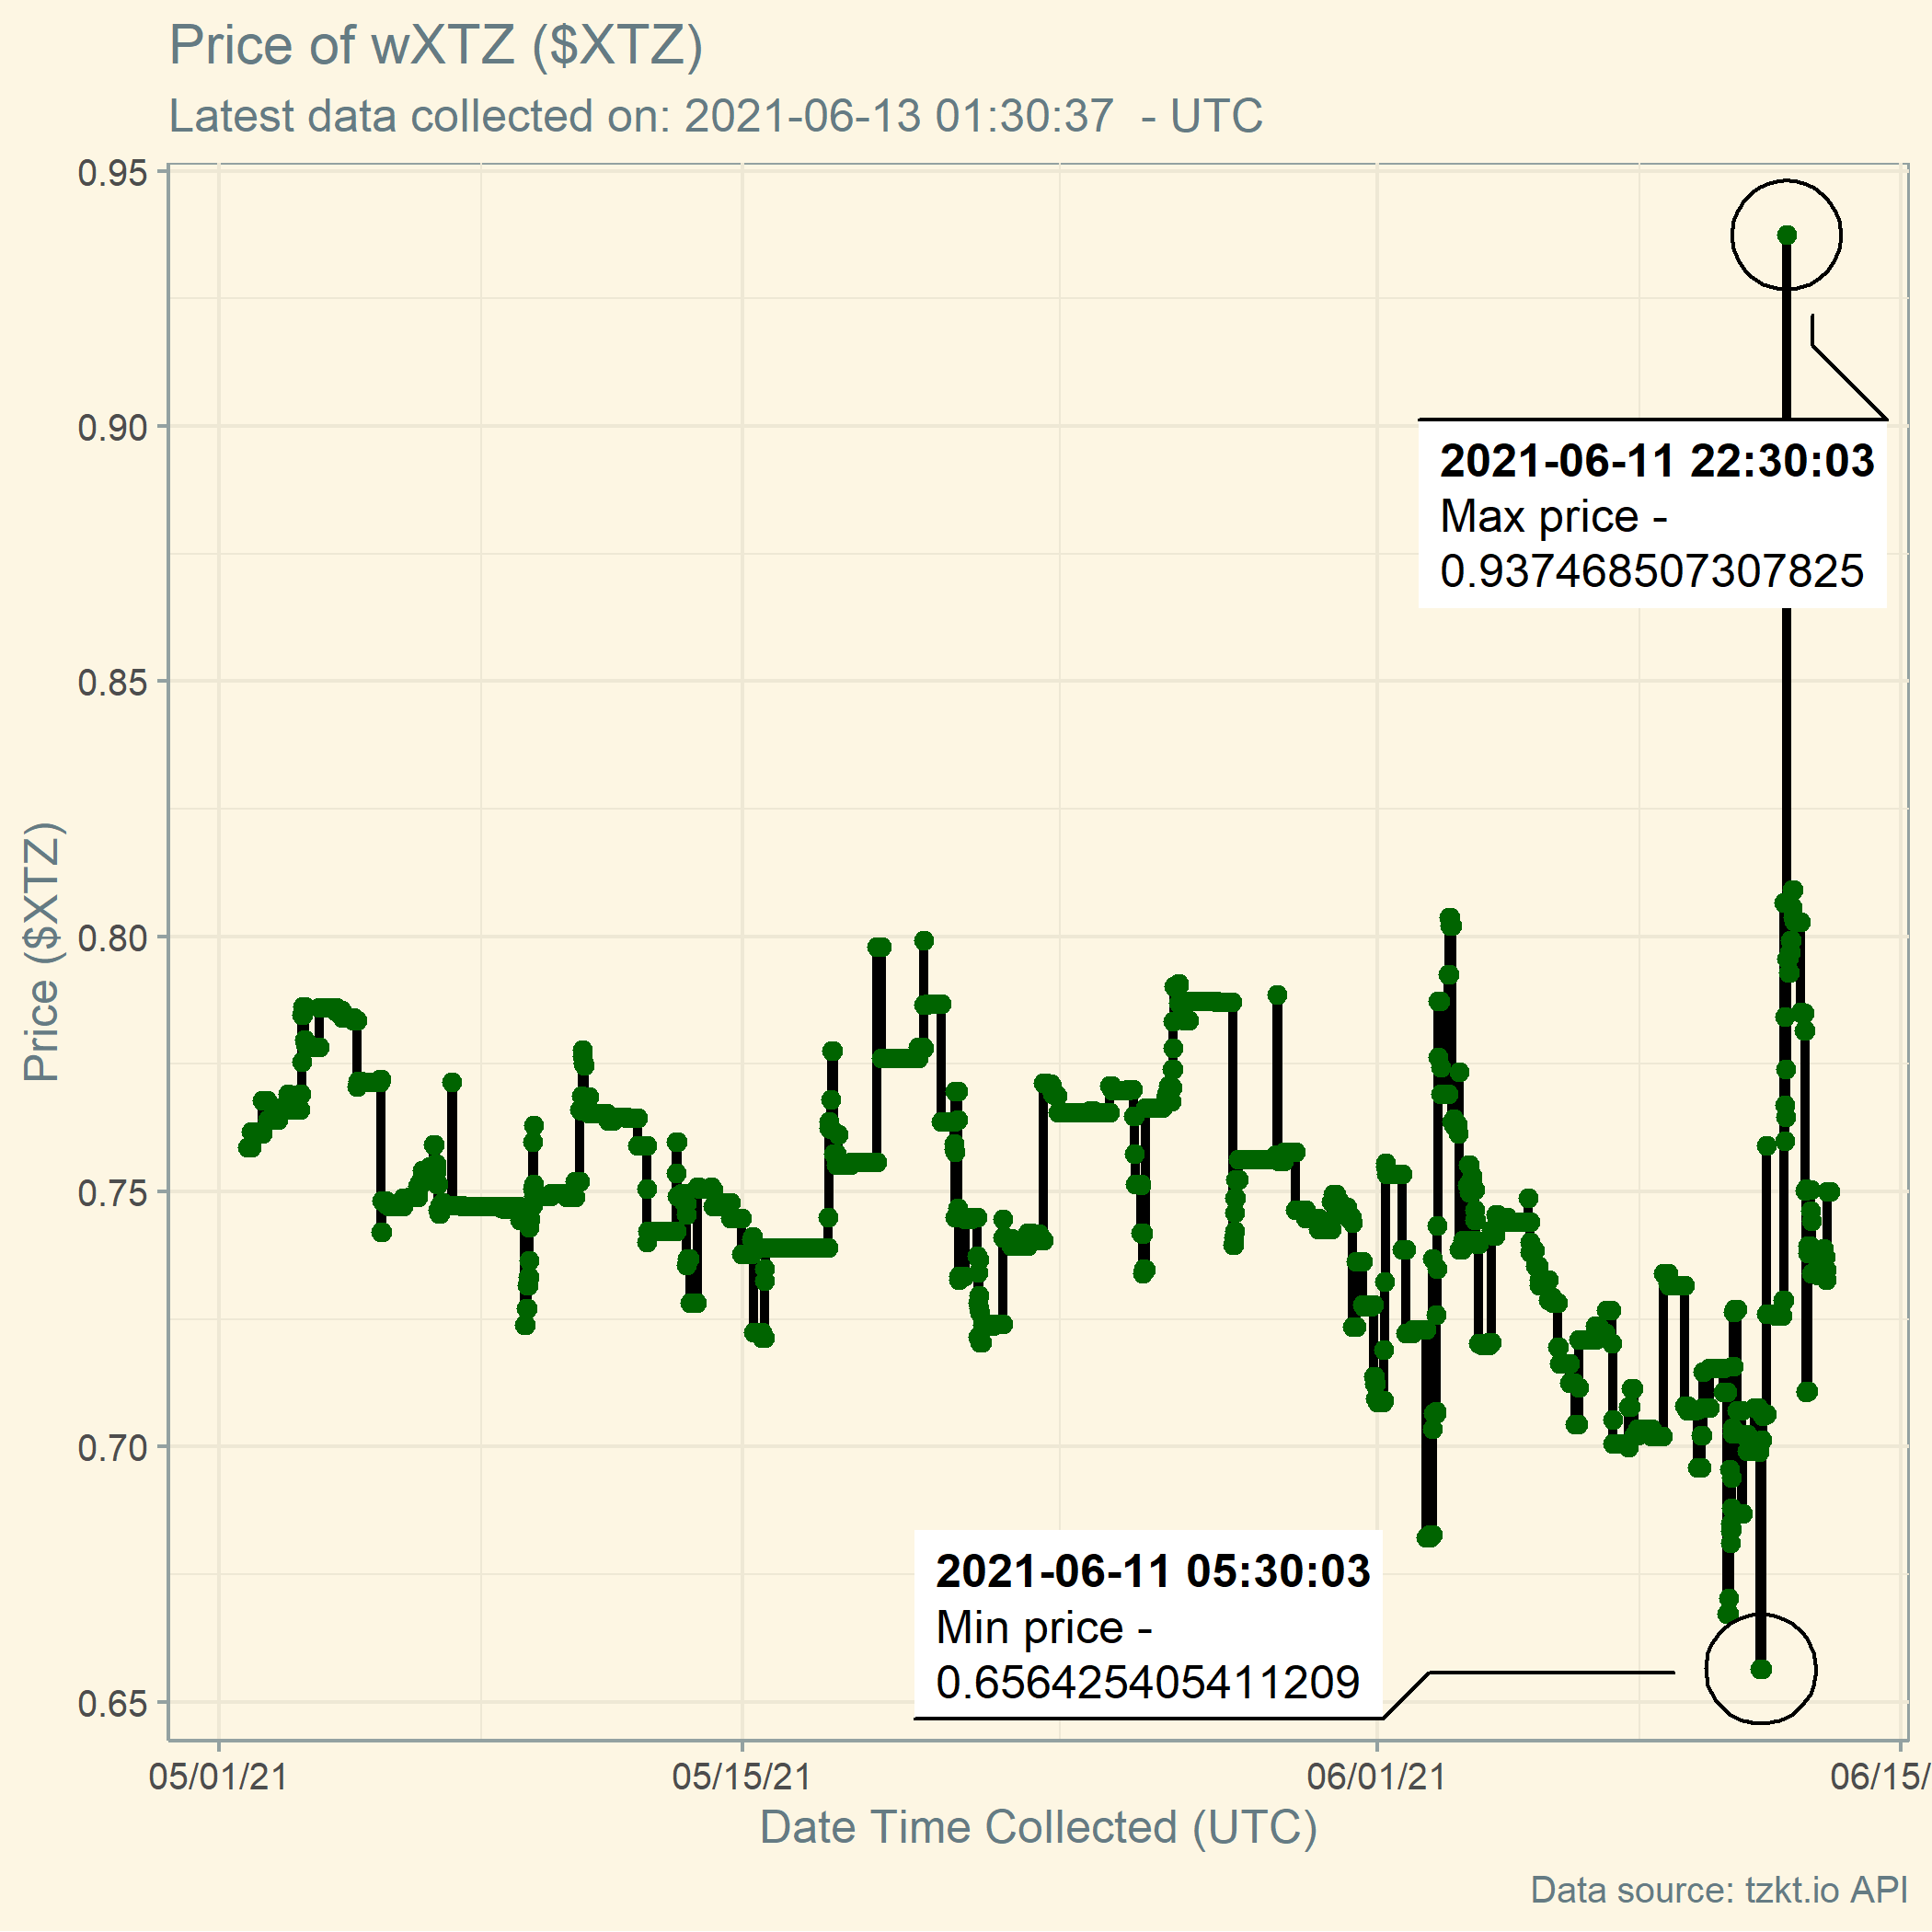 Price of wXTZ ($XTZ)
Latest data collected on: 2021-06-13 01:30:37  - UTC
0.95
0.90
0.85
0.80
0.75
0.70
0.65
Price ($XTZ)
2021-06-11 22:30:03
Max price -
0.937468507307825
2021-06-11 05:30:03
Min price -
0.656425405411209
05/01/21 05/15/21 06/01/21 06/15/
Date Time Collected (UTC)
Data source: tzkt.io API